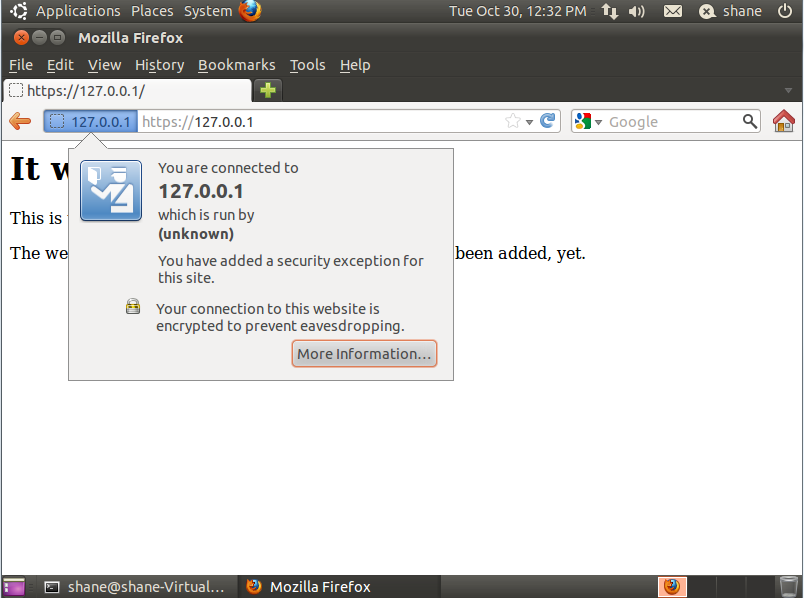 Applications Places System Tue Oct 30, 12:32 PM shane
Mozilla Firefox
File Edit View History Bookmarks Tools Help
https://127.0.0.1/
127.0.0.1 https://127.0.0.1 Google
It w
You are connected to
127.0.0.1
which is run by
(unknown)
This is
The we
been added, yet.
You have added a security exception for
this site.
Your connection to this website is
encrypted to prevent eavesdropping.
More Information...
shane@shane-Virtual... Mozilla Firefox